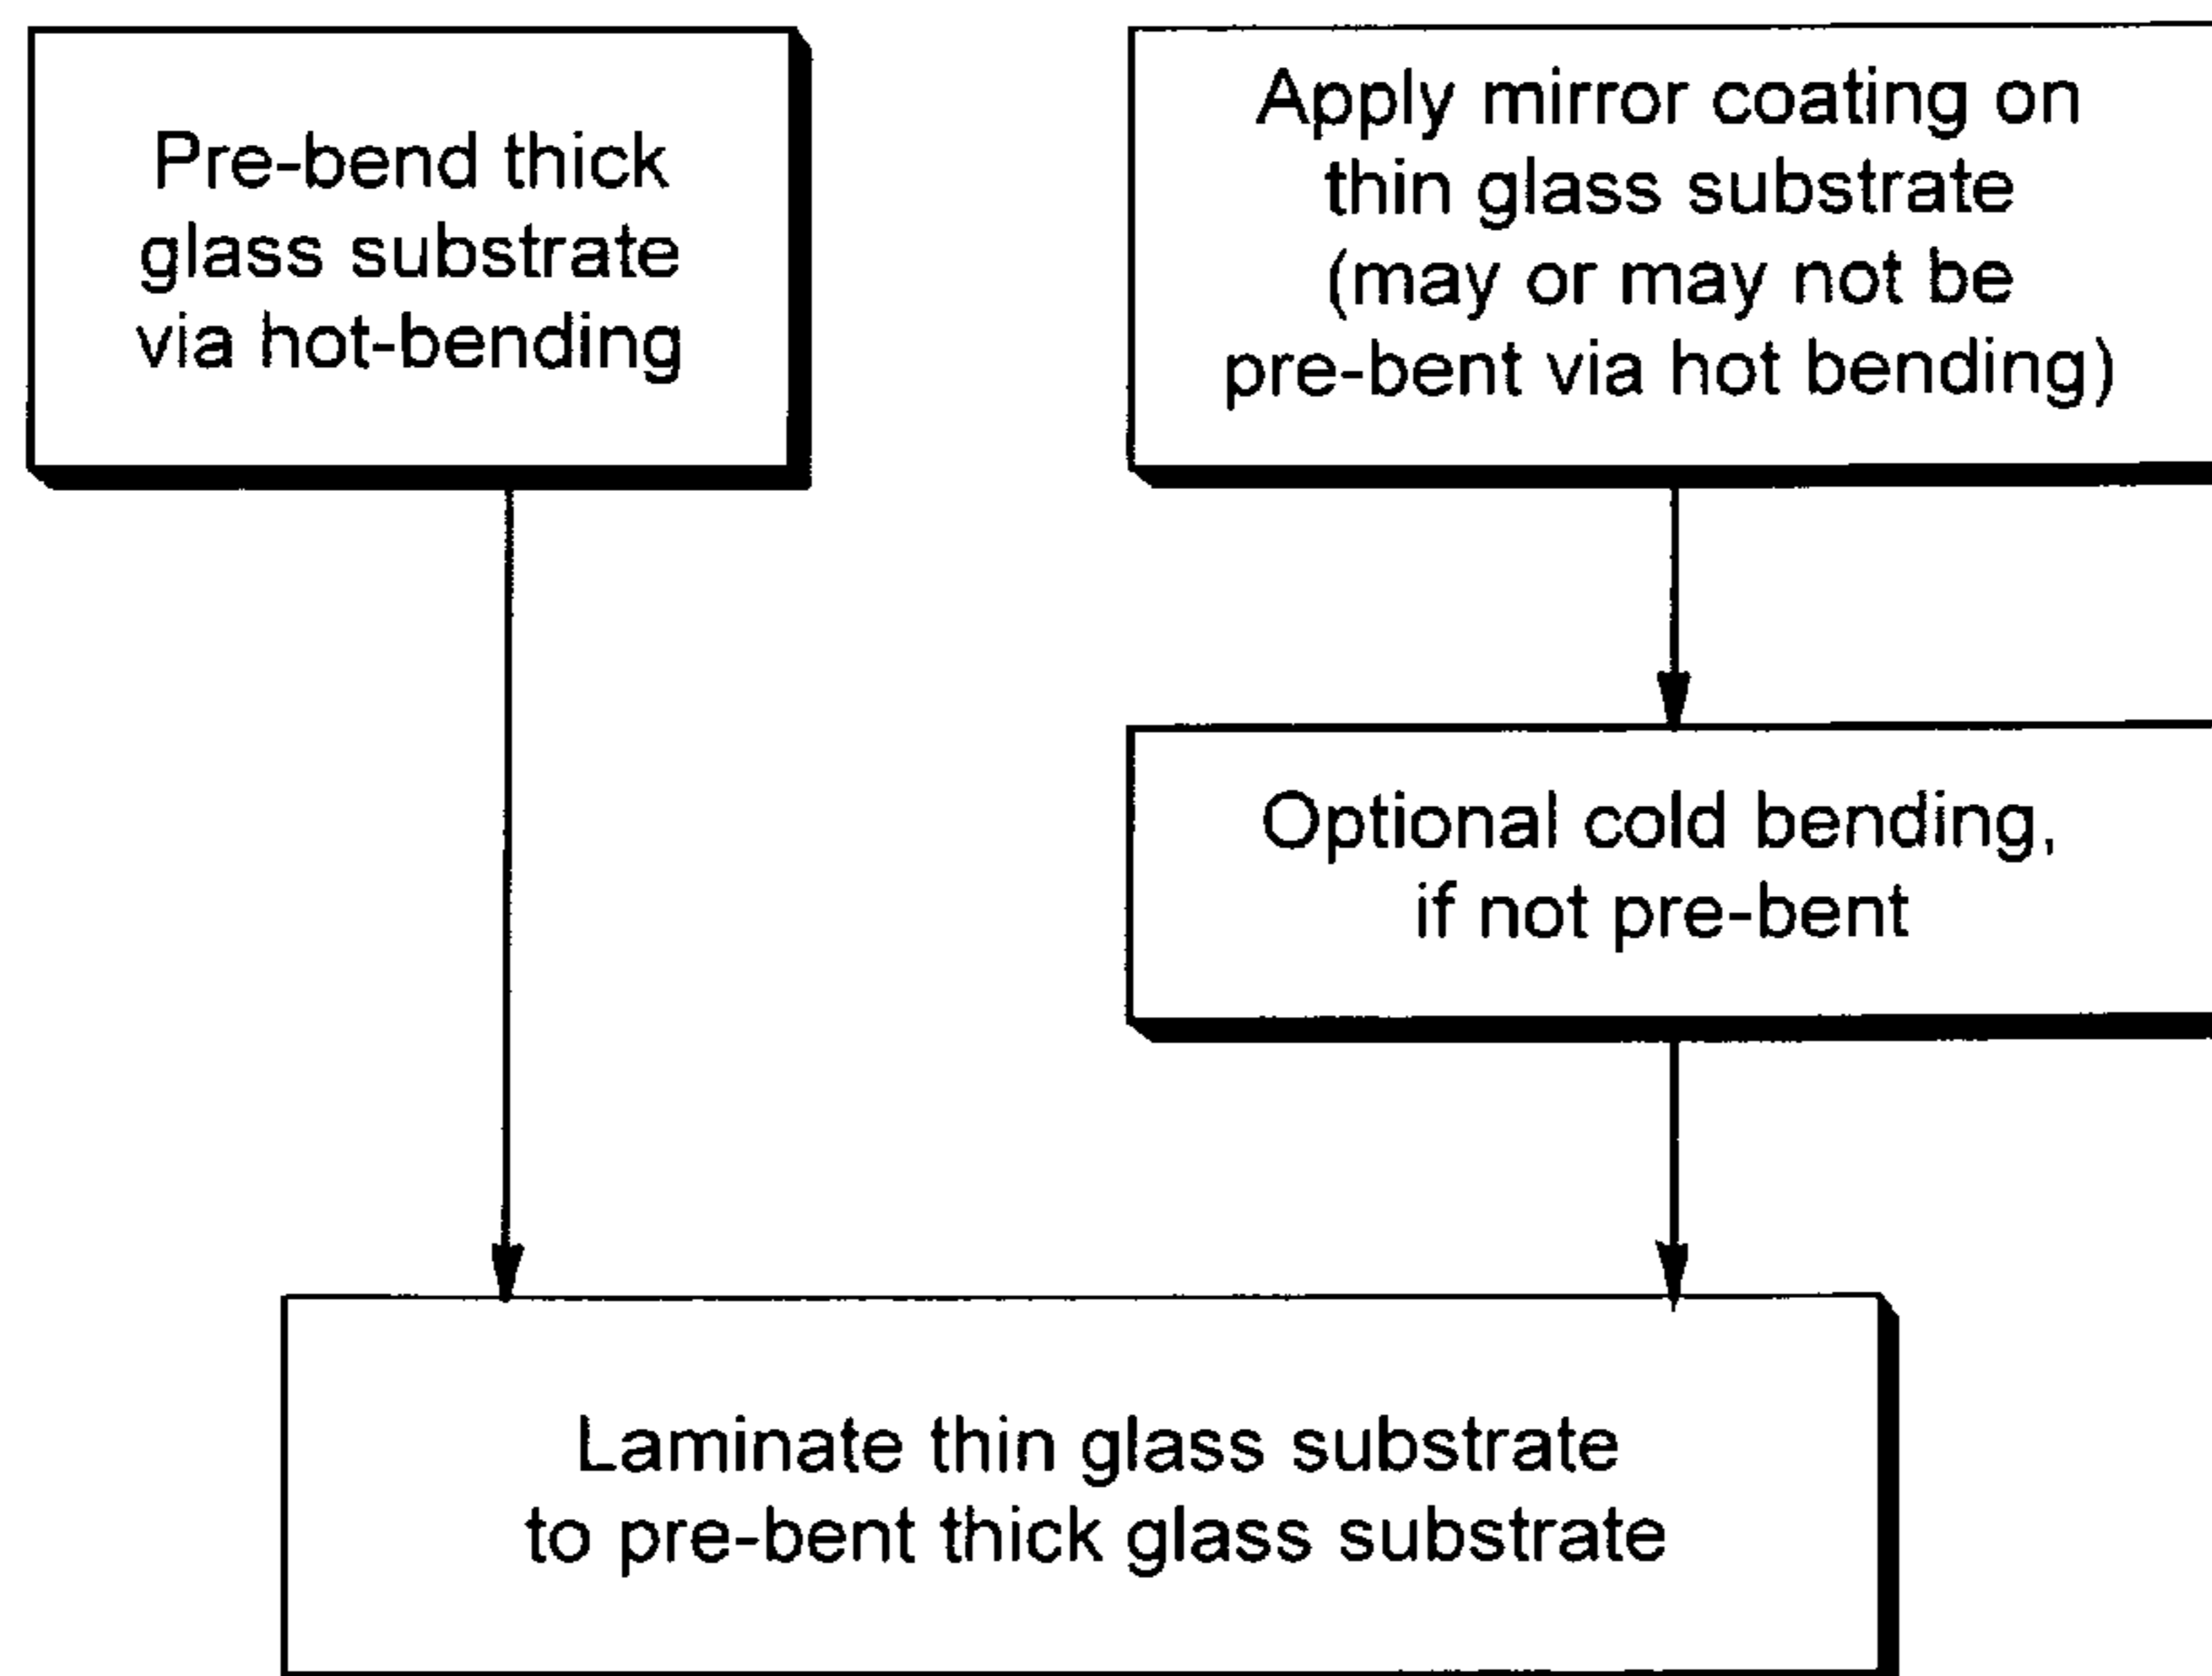 Pre-bend thick
glass substrate
via hot-bending
Apply mirror coating on
thin glass substrate
(may or may not be
pre-bent via hot bending)
Optional cold bending,
if not pre-bent
Laminate thin glass substrate
to pre-bent thick glass substrate